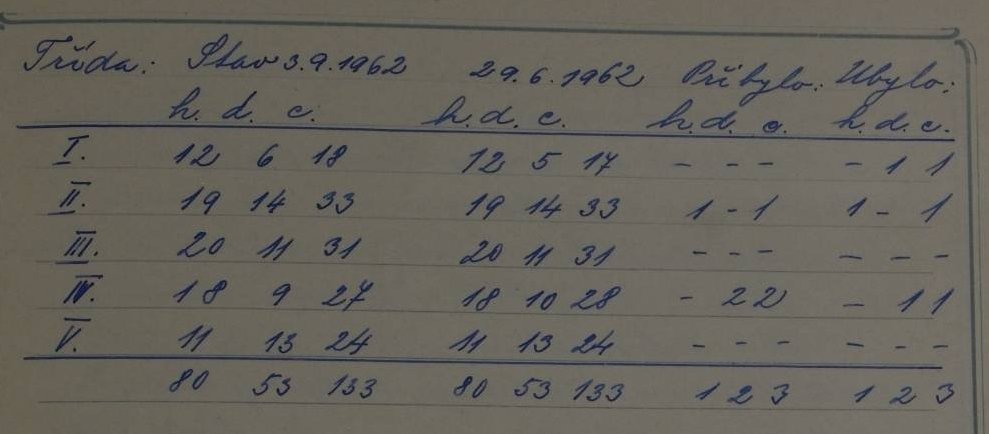 Třída: Stav 3.9.1962 29.6.1962 Přibylo: Ubylo:
h. d. c. h. d. c. h. d. c. h. d. c.
I. 12 6 18 12 5 17 - - - - 1 1
II. 19 14 33 19 14 33 1 - 1 1 - 1
III. 20 11 31 20 11 31 - - - - - -
IV. 18 9 27 18 10 28 - 2 2 - 1 1
V. 11 13 24 11 13 24 - - - - - -
80 53 133 80 53 133 1 2 3 1 2 3